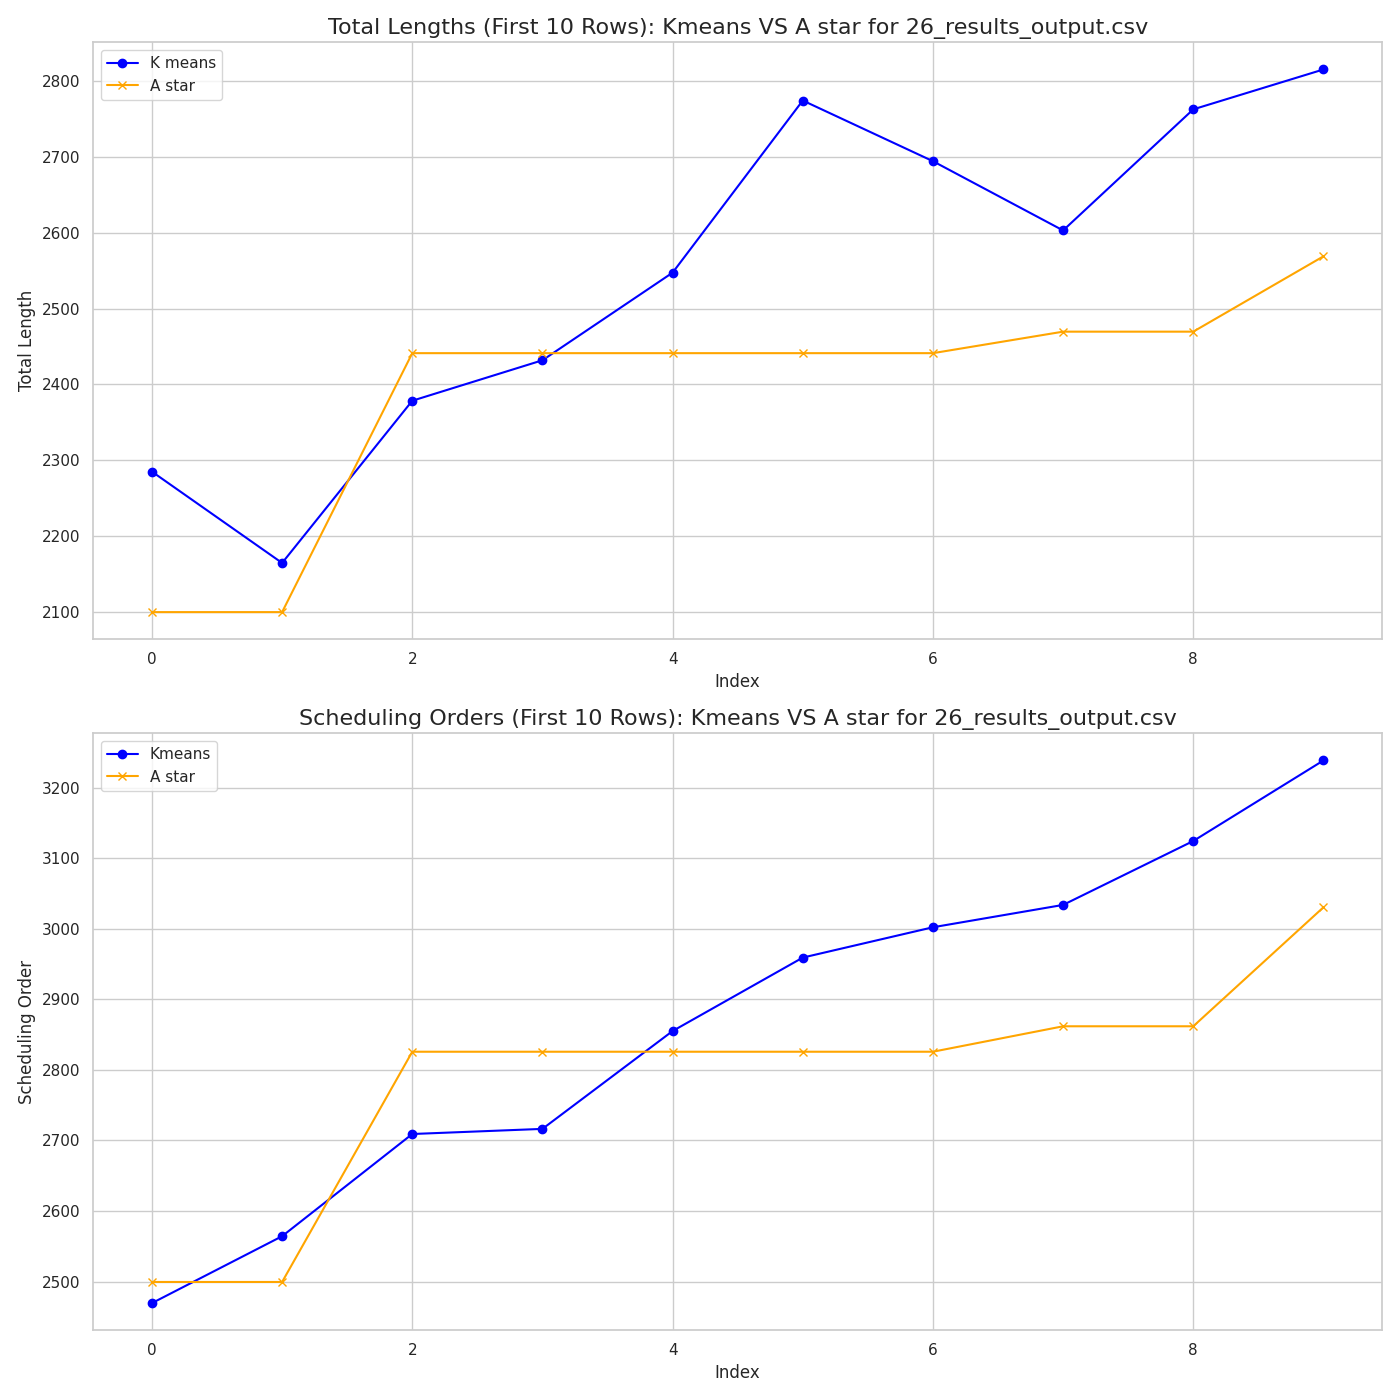 Total Lengths (First 10 Rows): Kmeans VS A star for 26_results_output.csv
K means
A star
2800
2700
2600
2500
2400
2300
2200
2100
Total Length
0 2 4 6 8
Index
Scheduling Orders (First 10 Rows): Kmeans VS A star for 26_results_output.csv
Kmeans
A star
3200
3100
3000
2900
2800
2700
2600
2500
Scheduling Order
0 2 4 6 8
Index